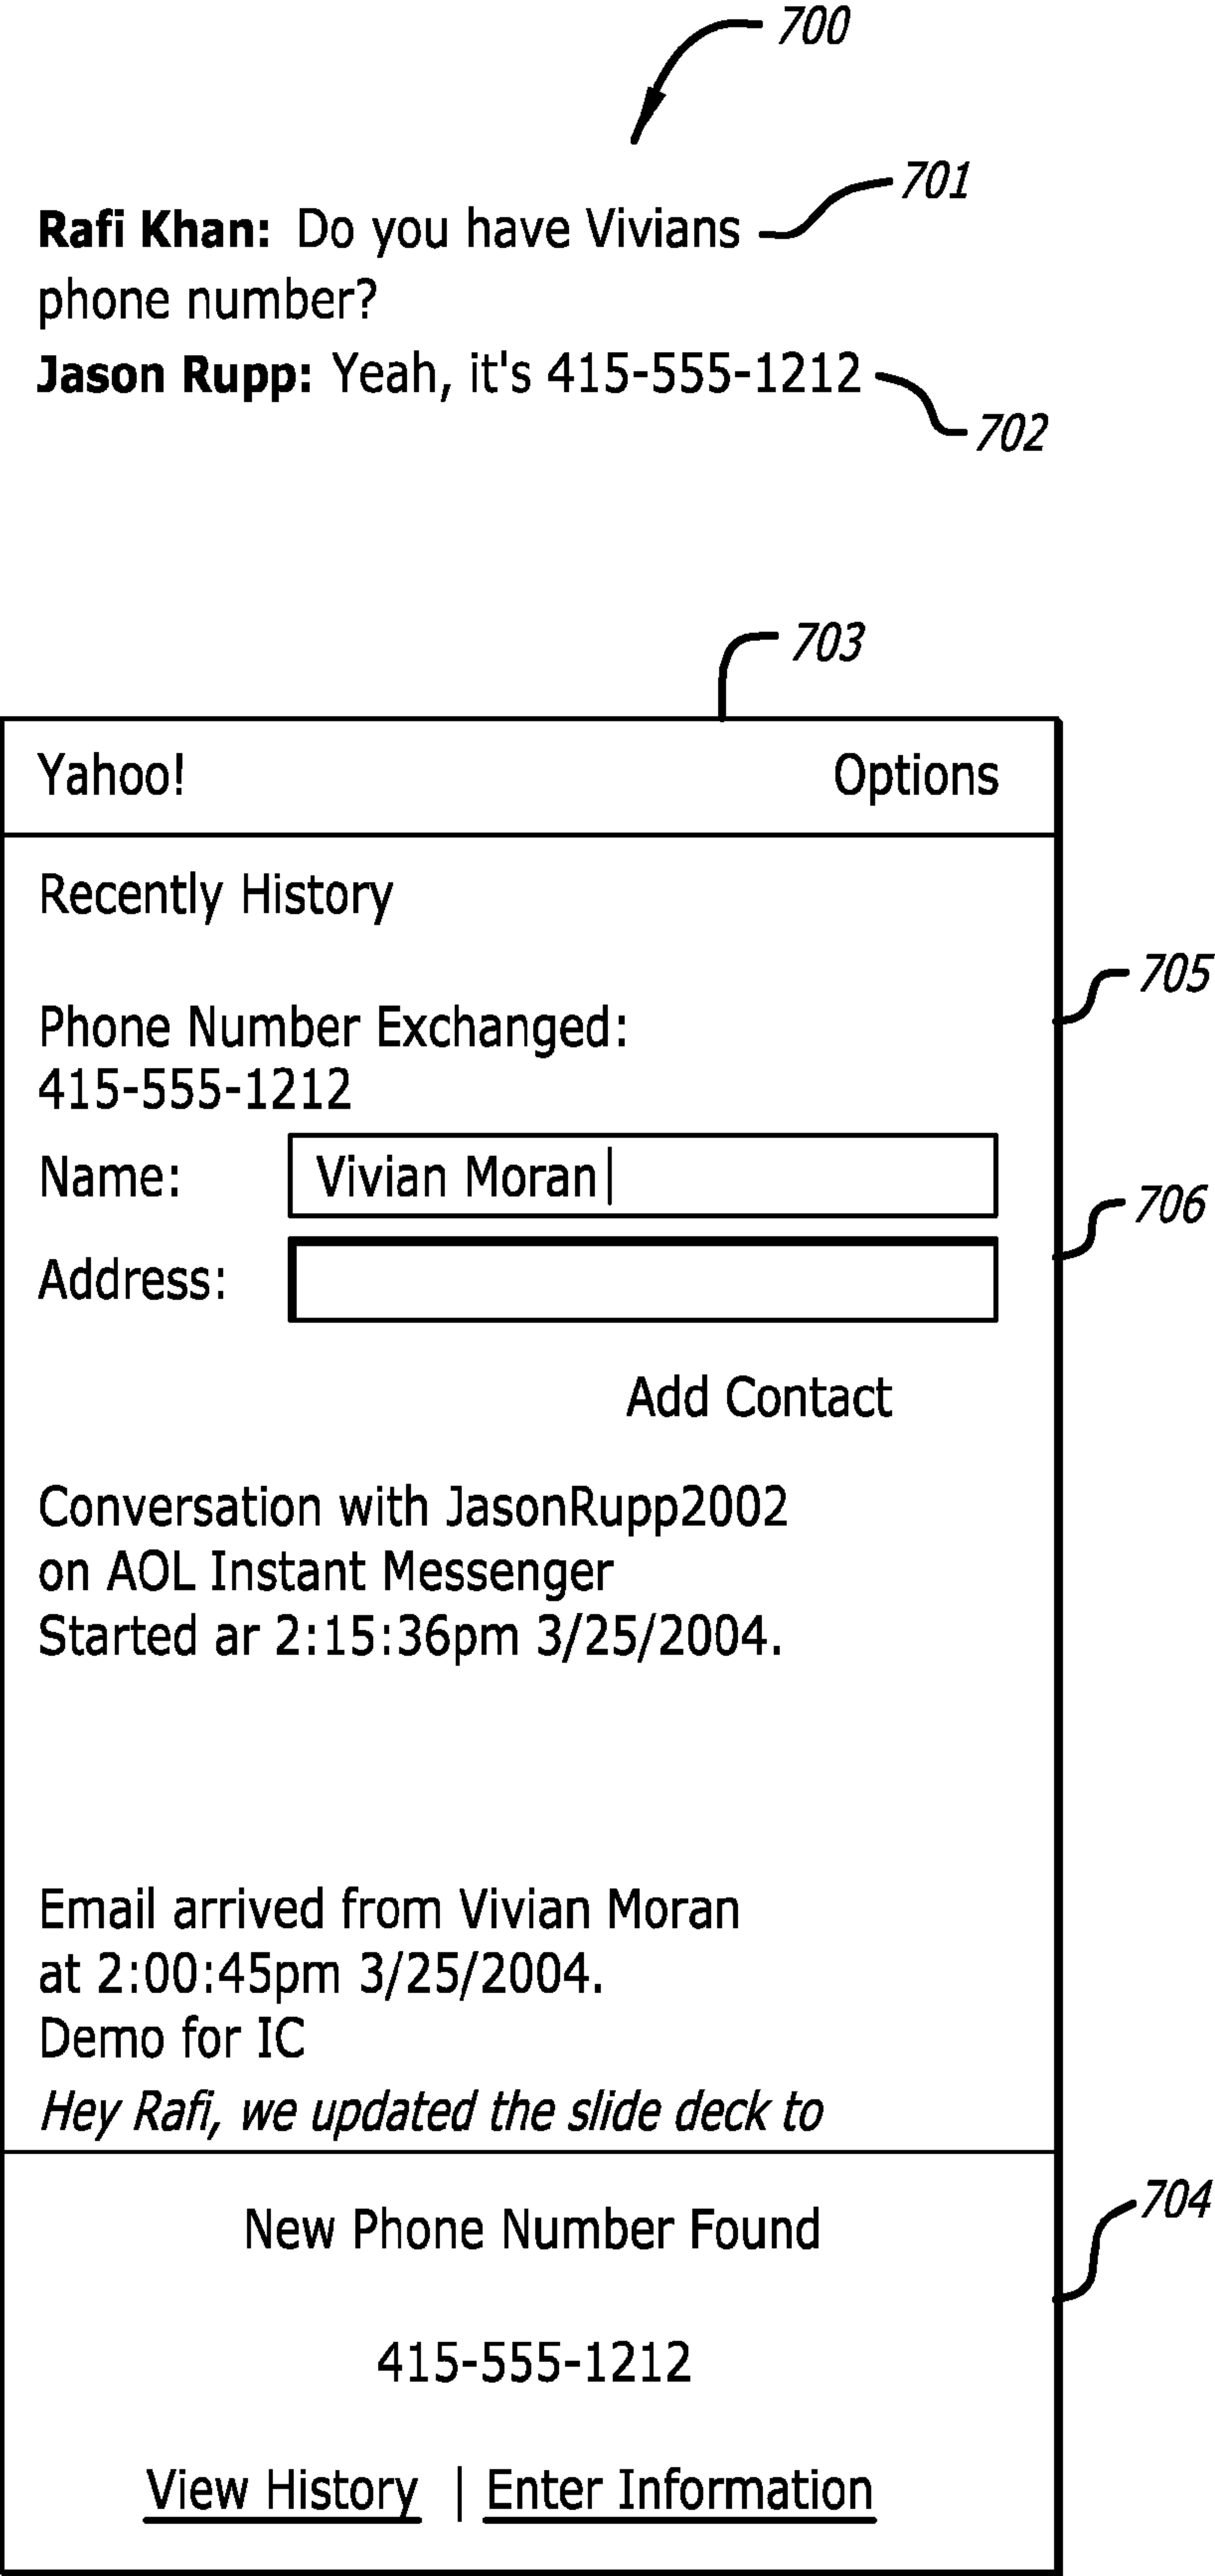 700
701
Rafi Khan: Do you have Vivians
phone number?
Jason Rupp: Yeah, it's 415-555-1212
702
703
Yahoo! Options
Recently History
705
Phone Number Exchanged:
415-555-1212
Name: Vivian Moran
706
Address:
Add Contact
Conversation with JasonRupp2002
on AOL Instant Messenger
Started ar 2:15:36pm 3/25/2004.
Email arrived from Vivian Moran
at 2:00:45pm 3/25/2004.
Demo for IC
Hey Rafi, we updated the slide deck to
704
New Phone Number Found
415-555-1212
View History | Enter Information